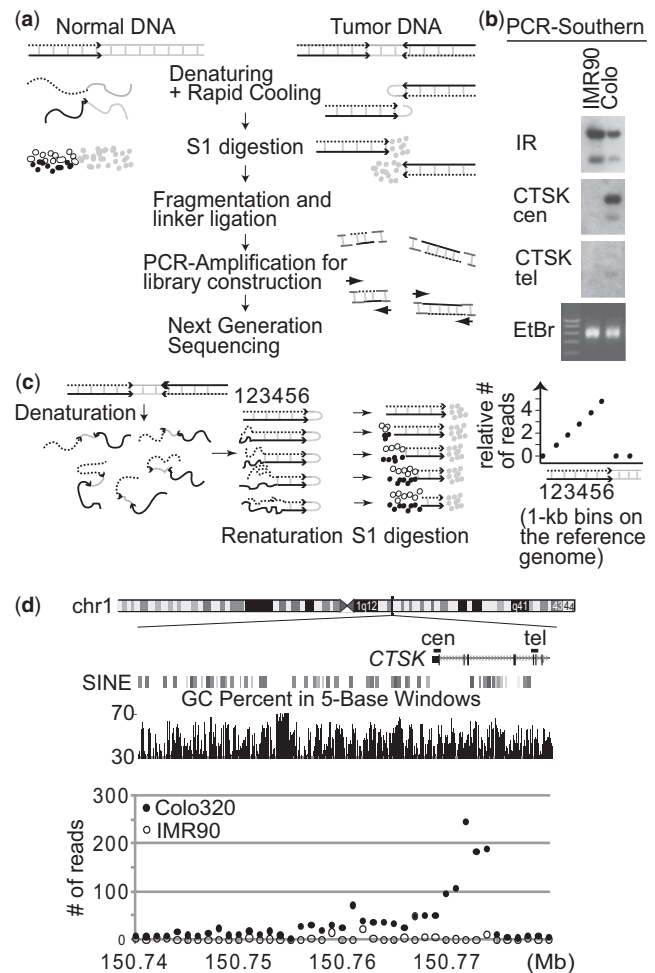 (a)
Normal DNA
Tumor DNA
Denaturing
+ Rapid Cooling
S1 digestion
Fragmentation and
linker ligation
PCR-Amplification for
library construction
Next Generation
Sequencing
(b)
PCR-Southern
IMR90
Colo
IR
CTSK
cen
CTSK
tel
EtBr
(c)
Denaturation
123456
Renaturation
S1 digestion
relative #
of reads
4
2
0
123456
(1-kb bins on
the reference
genome)
(d)
chr1
1q12
q41
43
44
cen
tel
CTSK
SINE
GC Percent in 5-Base Windows
70
30
# of reads
300
200
100
0
Colo320
IMR90
150.74
150.75
150.76
150.77
(Mb)